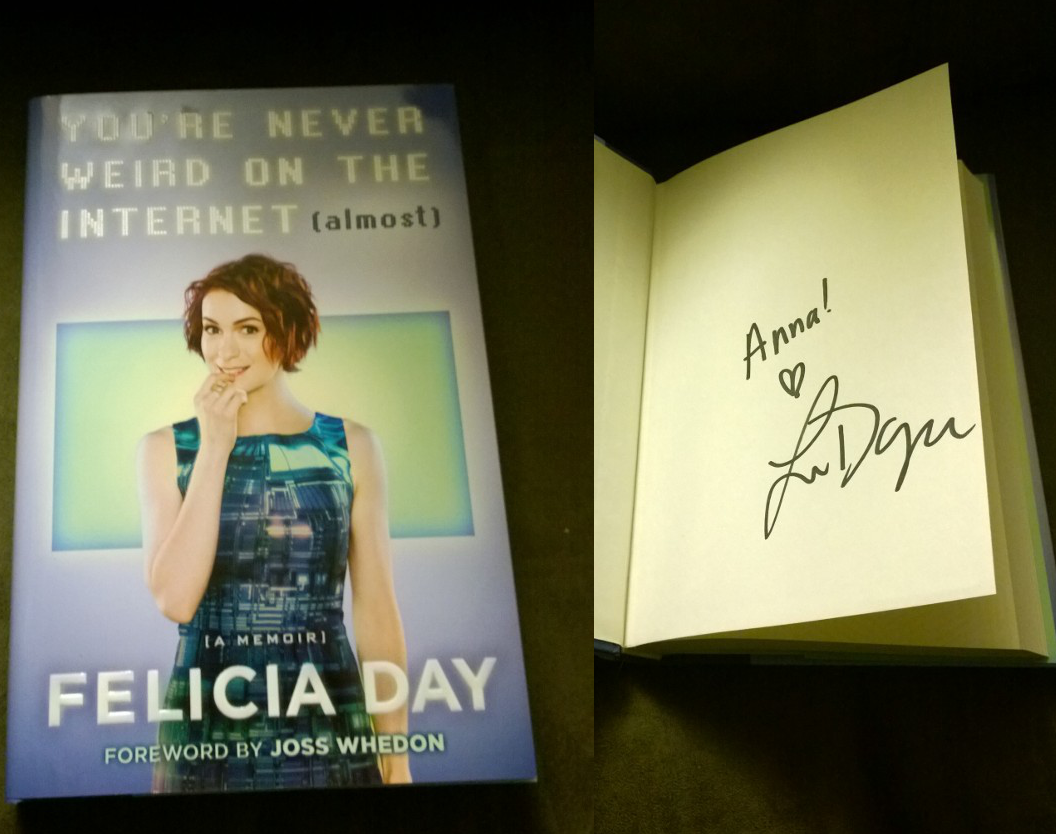 YOU'RE NEVER
WEIRD ON THE
INTERNET (almost)
[A MEMOIR]
FELICIA DAY
FOREWORD BY JOSS WHEDON
Anna!